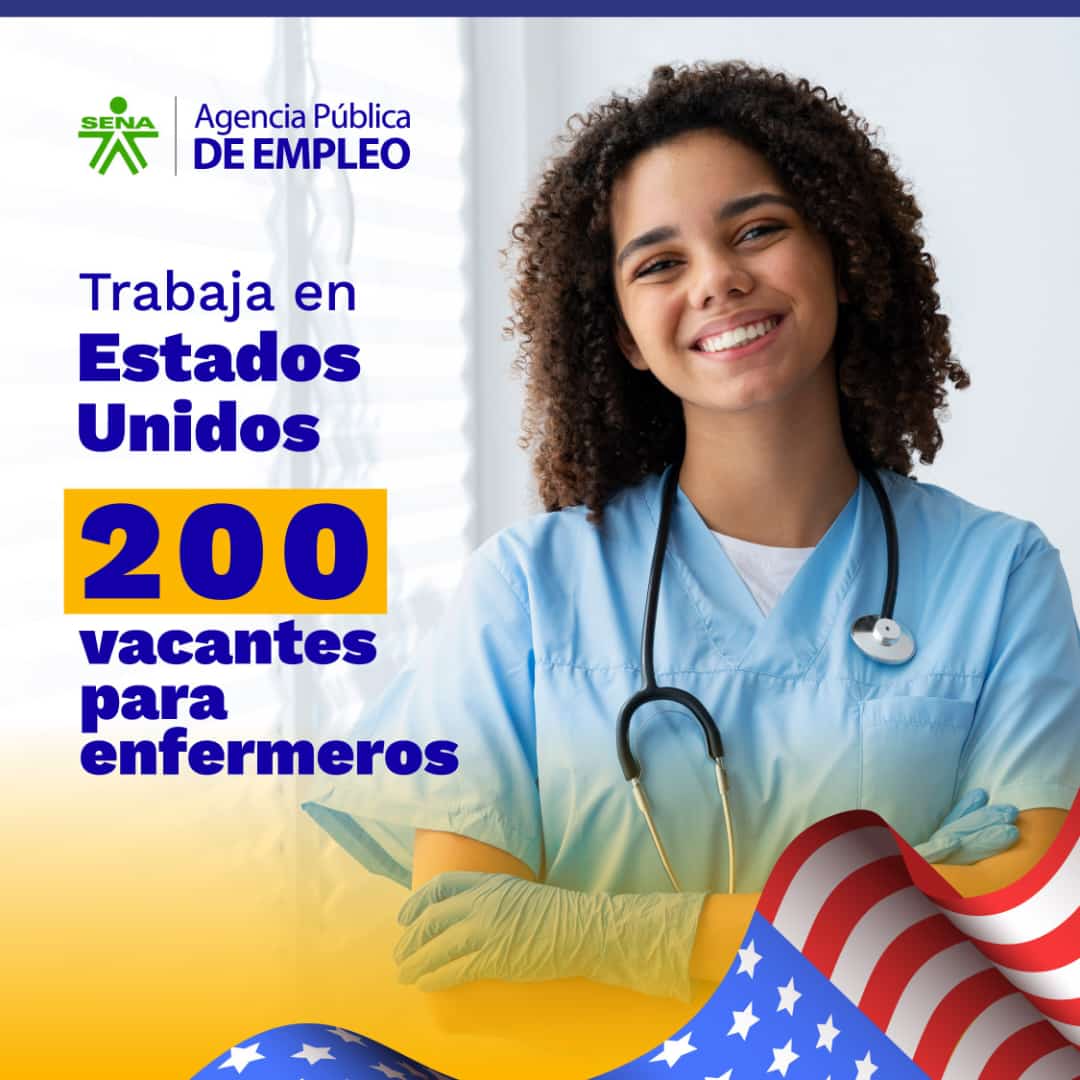 SENA
Agencia Pública
DE EMPLEO
Trabaja en
Estados
Unidos
200
vacantes
para
enfermeros